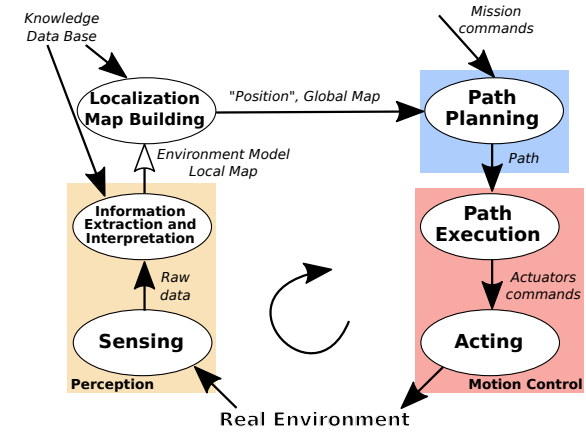 Knowledge
Data Base
Mission
commands
Localization
Map Building
"Position", Global Map
Path
Planning
Environment Model
Local Map
Path
Information
Extraction and
Interpretation
Path
Execution
Raw
data
Actuators
commands
Sensing
Acting
Perception
Motion Control
Real Environment